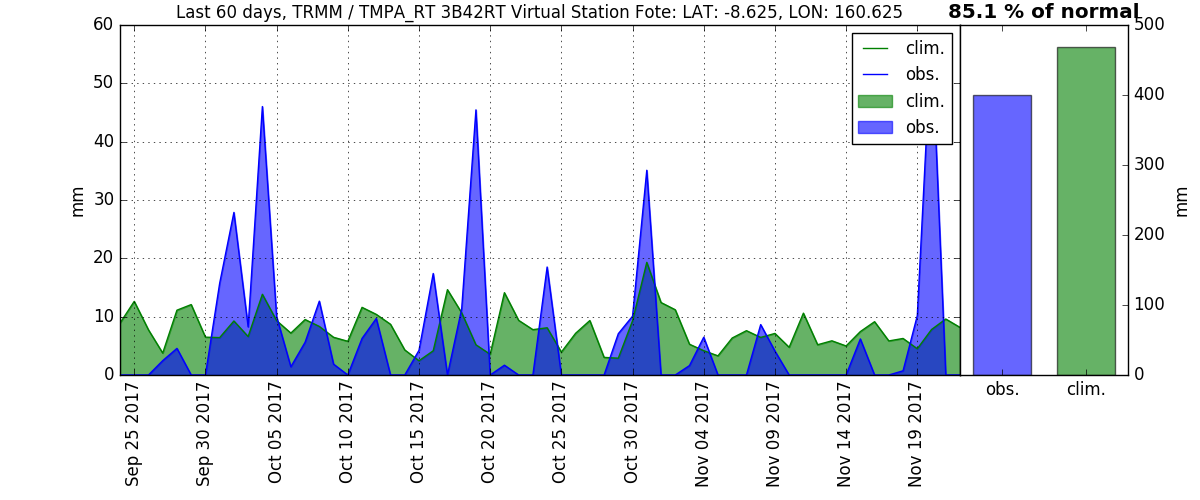 Last 60 days, TRMM / TMPA_RT 3B42RT Virtual Station Fote: LAT: -8.625, LON: 160.625
85.1 % of normal
60
50
40
30
20
10
0
mm
clim.
obs.
clim.
obs.
500
400
300
200
100
0
mm
Sep 25 2017
Sep 30 2017
Oct 05 2017
Oct 10 2017
Oct 15 2017
Oct 20 2017
Oct 25 2017
Oct 30 2017
Nov 04 2017
Nov 09 2017
Nov 14 2017
Nov 19 2017
obs.
clim.